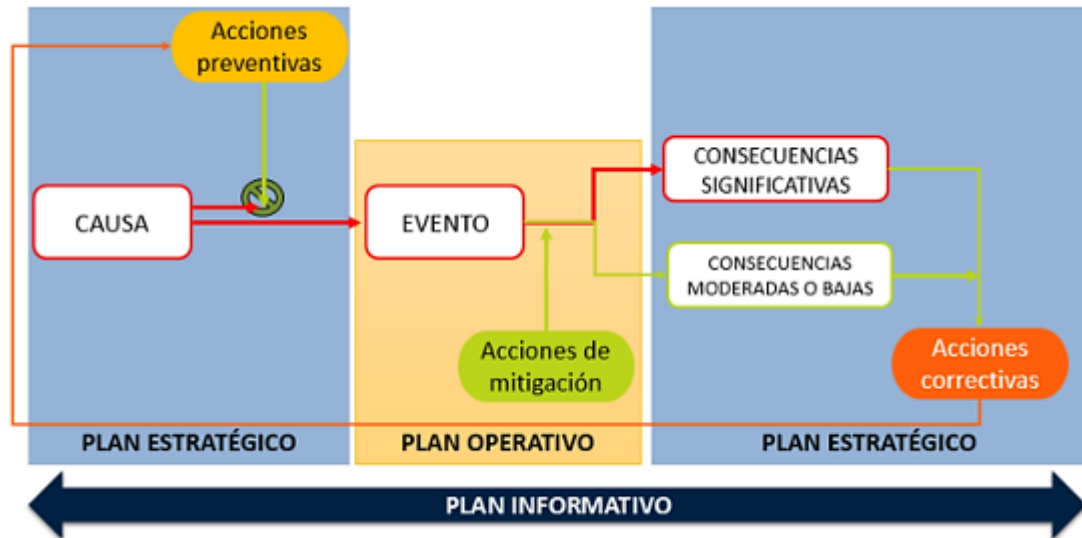 Acciones
preventivas
CAUSA
EVENTO
CONSECUENCIAS
SIGNIFICATIVAS
CONSECUENCIAS
MODERADAS O BAJAS
Acciones de
mitigación
Acciones
correctivas
PLAN ESTRATÉGICO
PLAN OPERATIVO
PLAN ESTRATÉGICO
PLAN INFORMATIVO